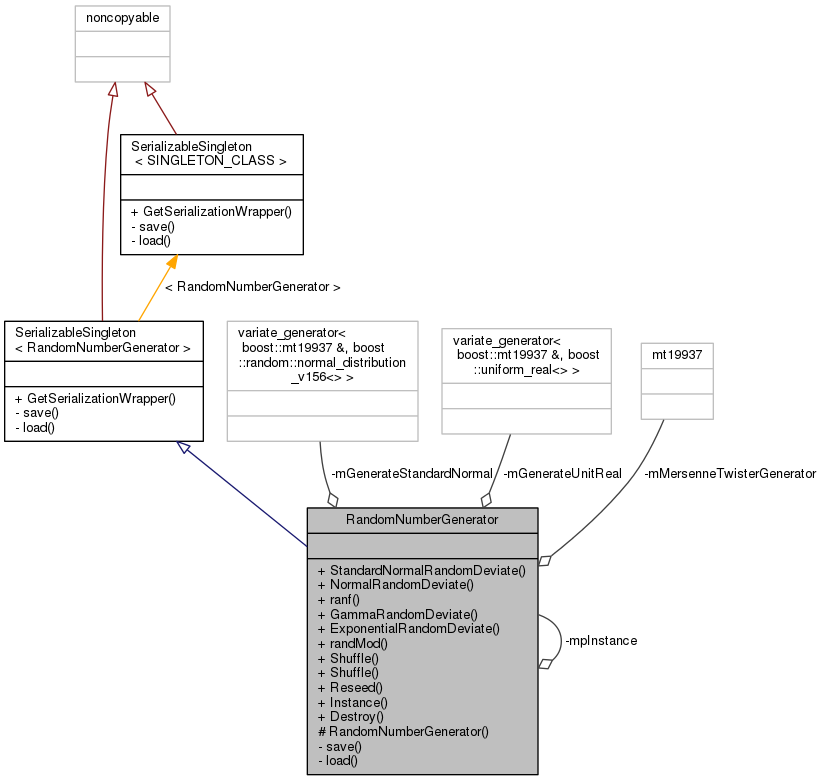 noncopyable
SerializableSingleton
< SINGLETON_CLASS >
+ GetSerializationWrapper()
- save()
- load()
< RandomNumberGenerator >
SerializableSingleton
< RandomNumberGenerator >
+ GetSerializationWrapper()
- save()
- load()
variate_generator<
boost::mt19937 &, boost
::random::normal_distribution
_v156<> >
variate_generator<
boost::mt19937 &, boost
::uniform_real<> >
mt19937
-mGenerateStandardNormal
-mGenerateUnitReal
-mMersenneTwisterGenerator
RandomNumberGenerator
+ StandardNormalRandomDeviate()
+ NormalRandomDeviate()
+ ranf()
+ GammaRandomDeviate()
+ ExponentialRandomDeviate()
+ randMod()
+ Shuffle()
+ Shuffle()
+ Reseed()
+ Instance()
+ Destroy()
# RandomNumberGenerator()
- save()
- load()
-mpInstance